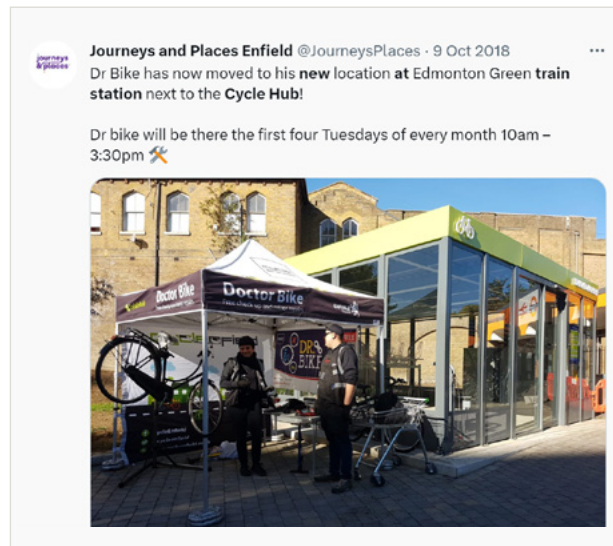 journeys
& places
Journeys and Places Enfield @JourneysPlaces · 9 Oct 2018
Dr Bike has now moved to his new location at Edmonton Green train
station next to the Cycle Hub!
Dr bike will be there the first four Tuesdays of every month 10am –
3:30pm 🛠
Doctor Bike
Doctor Bike
DR
BIKE